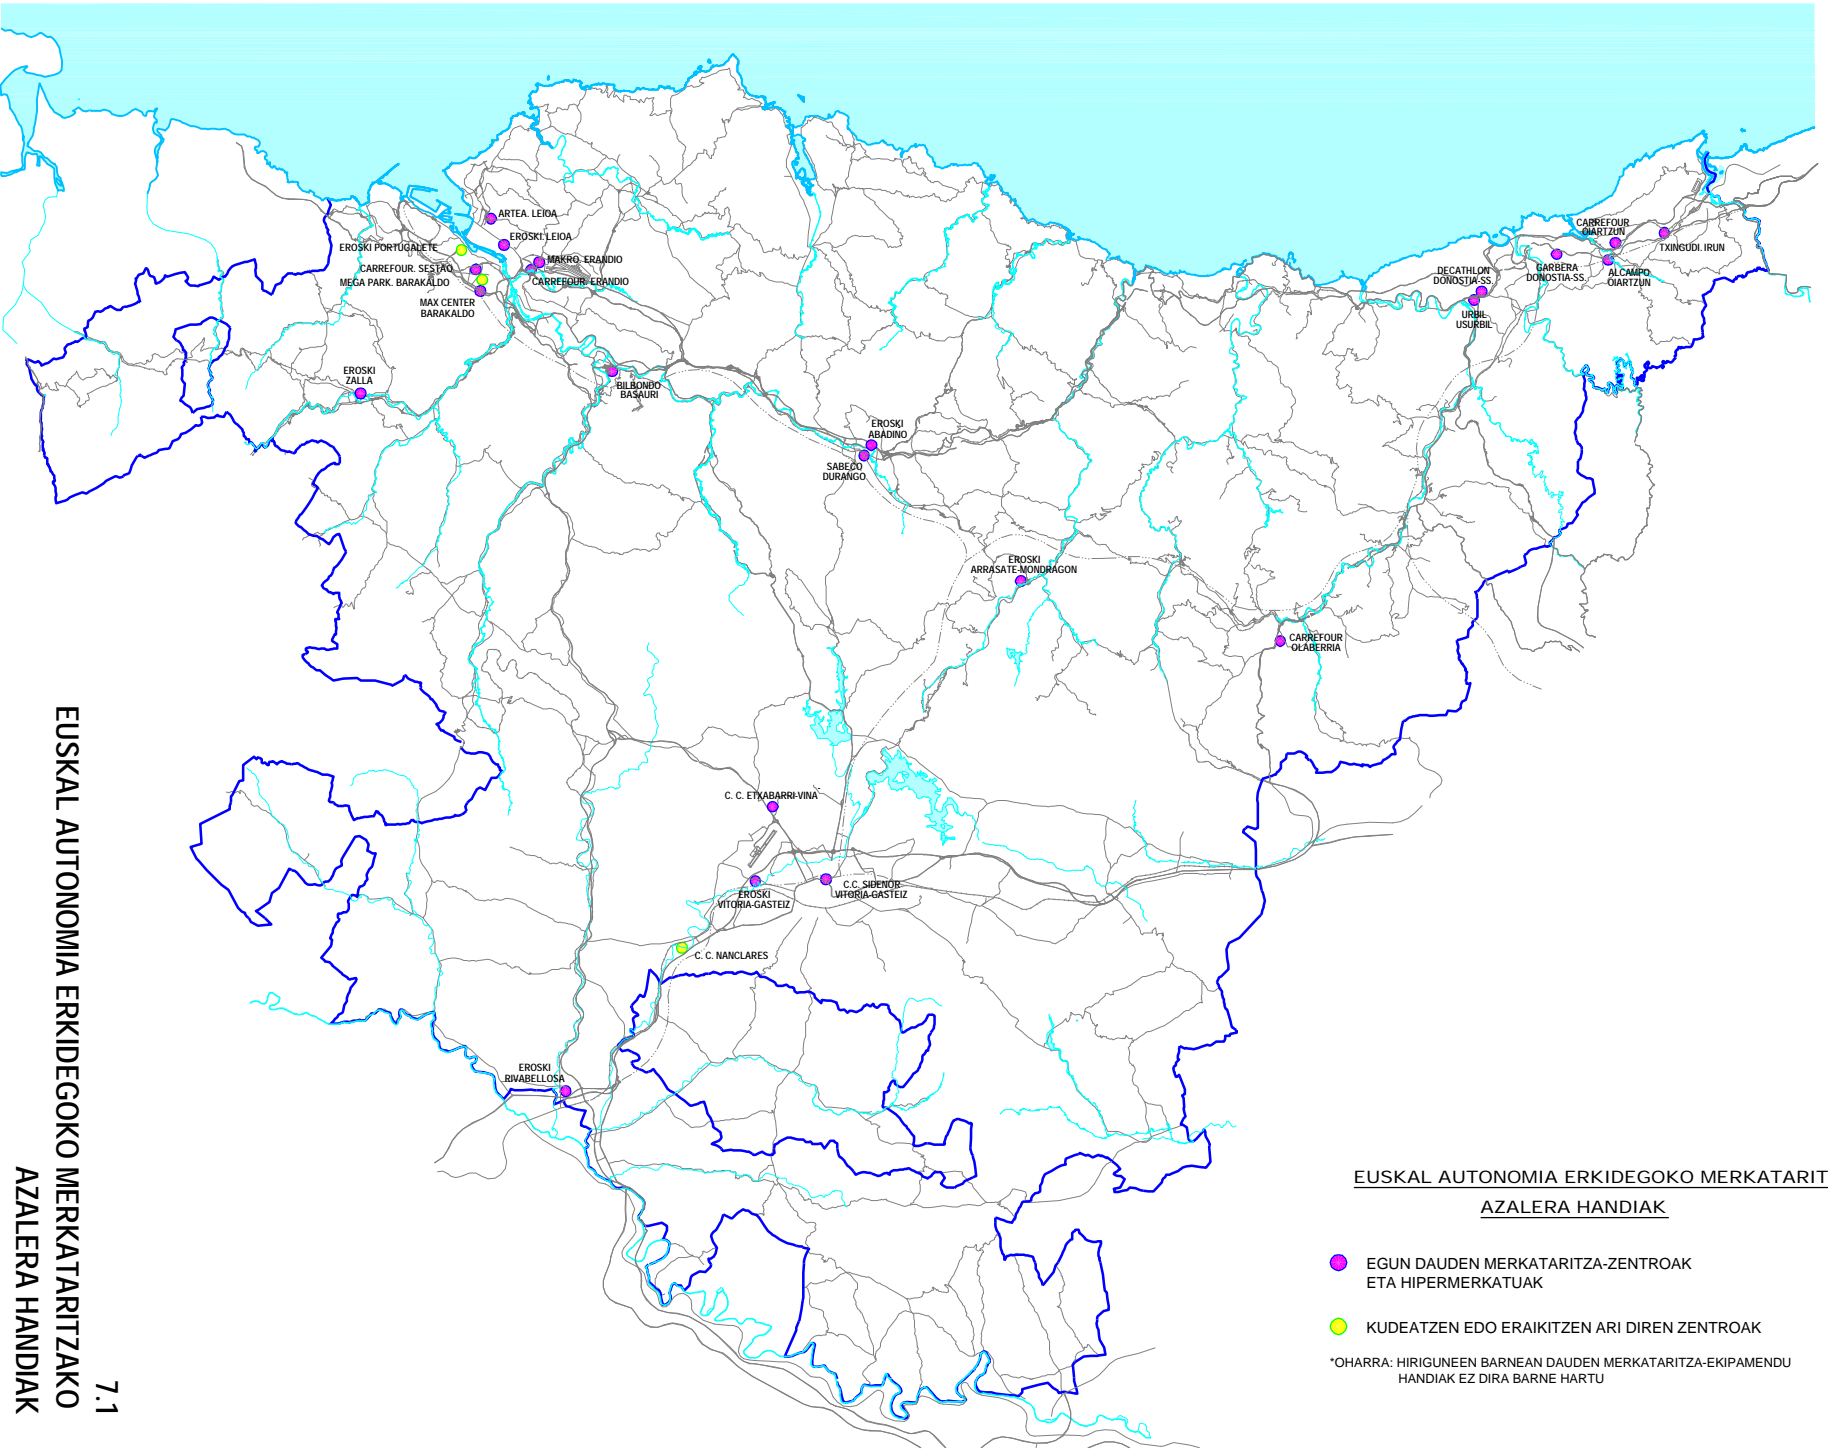 ARTEA. LEIOA
EROSKI. LEIOA
EROSKI PORTUGALETE
MAKRO. ERANDIO
CARREFOUR. SESTAO
CARREFOUR. ERANDIO
MEGA PARK. BARAKALDO
MAX CENTER
BARAKALDO
EROSKI
ZALLA
BILBONDO
BASAURI
EROSKI
ABADINO
SABECO
DURANGO
EROSKI
ARRASATE-MONDRAGON
CARREFOUR
OLABERRIA
DECATHLON
DONOSTIA-SS.
URBIL
USURBIL
GARBERA
DONOSTIA-SS.
CARREFOUR
OIARTZUN
ALCAMPO
OIARTZUN
TXINGUDI. IRUN
C. C. ETXABARRI-VIÑA
EROSKI
VITORIA-GASTEIZ
C.C. SIDENOR
VITORIA-GASTEIZ
C. C. NANCLARES
EROSKI
RIVABELLOSA
EUSKAL AUTONOMIA ERKIDEGOKO MERKATARITZAKO
AZALERA HANDIAK
7.1
EUSKAL AUTONOMIA ERKIDEGOKO MERKATARIT
AZALERA HANDIAK
EGUN DAUDEN MERKATARITZA-ZENTROAK
ETA HIPERMERKATUAK
KUDEATZEN EDO ERAIKITZEN ARI DIREN ZENTROAK
*OHARRA: HIRIGUNEEN BARNEAN DAUDEN MERKATARITZA-EKIPAMENDU
HANDIAK EZ DIRA BARNE HARTU